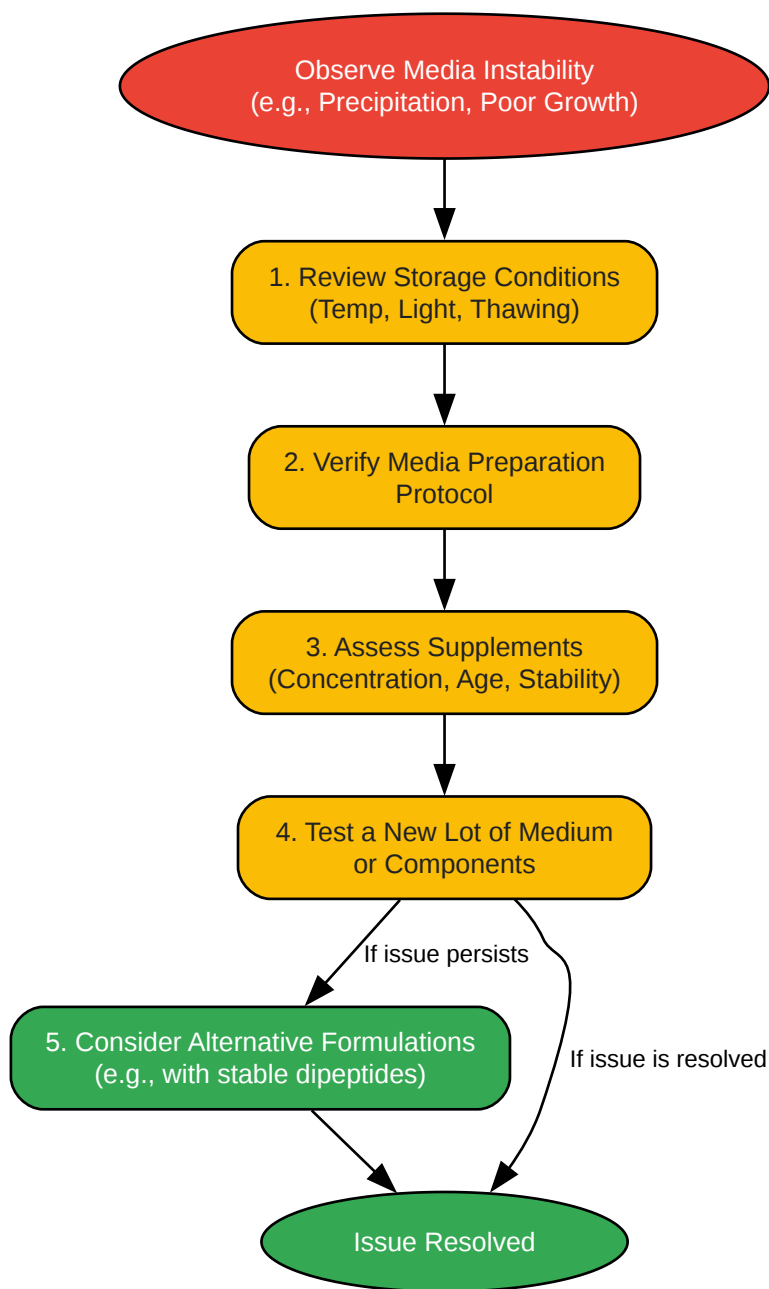 Observe Media Instability
(e.g., Precipitation, Poor Growth)
1. Review Storage Conditions
(Temp, Light, Thawing)
2. Verify Media Preparation
Protocol
3. Assess Supplements
(Concentration, Age, Stability)
4. Test a New Lot of Medium
or Components
If issue persists
5. Consider Alternative Formulations
(e.g., with stable dipeptides)
If issue is resolved
Issue Resolved